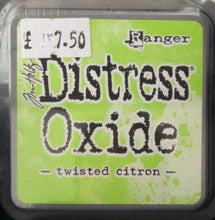 Ranger
£ 7.50
Tim Holtz
Distress®
Oxide
- twisted citron -